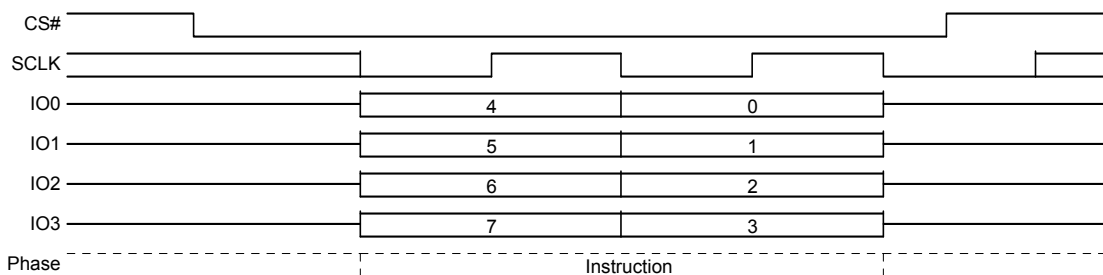 CS#
SCLK
IO0 4 0
IO1 5 1
IO2 6 2
IO3 7 3
Phase Instruction